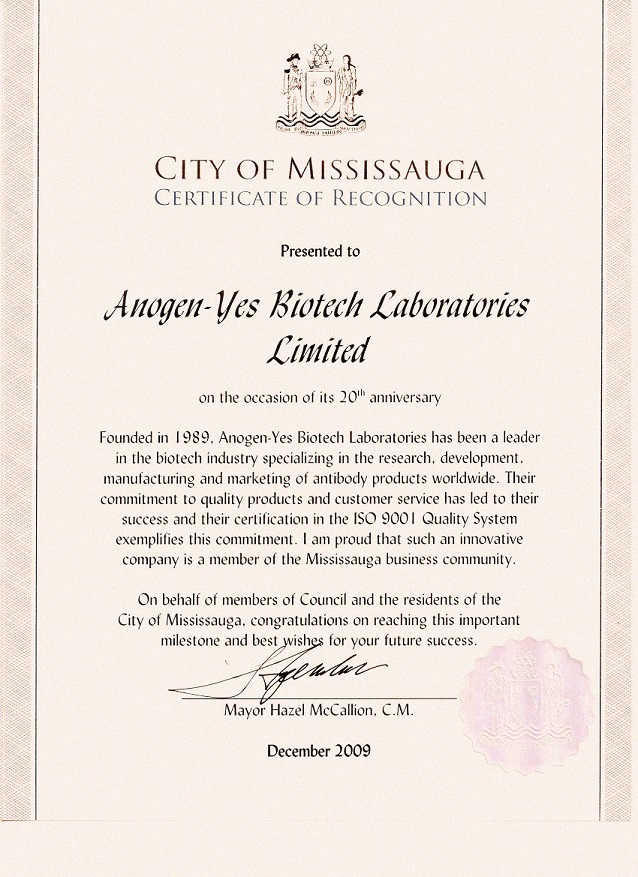 CITY OF MISSISSAUGA
CERTIFICATE OF RECOGNITION
Presented to
Anogen-Yes Biotech Laboratories
Limited
on the occasion of its 20th anniversary
Founded in 1989, Anogen-Yes Biotech Laboratories has been a leader
in the biotech industry specializing in the research, development,
manufacturing and marketing of antibody products worldwide. Their
commitment to quality products and customer service has led to their
success and their certification in the ISO 9001 Quality System
exemplifies this commitment. I am proud that such an innovative
company is a member of the Mississauga business community.
On behalf of members of Council and the residents of the
City of Mississauga, congratulations on reaching this important
milestone and best wishes for your future success.
Mayor Hazel McCallion, C.M.
December 2009